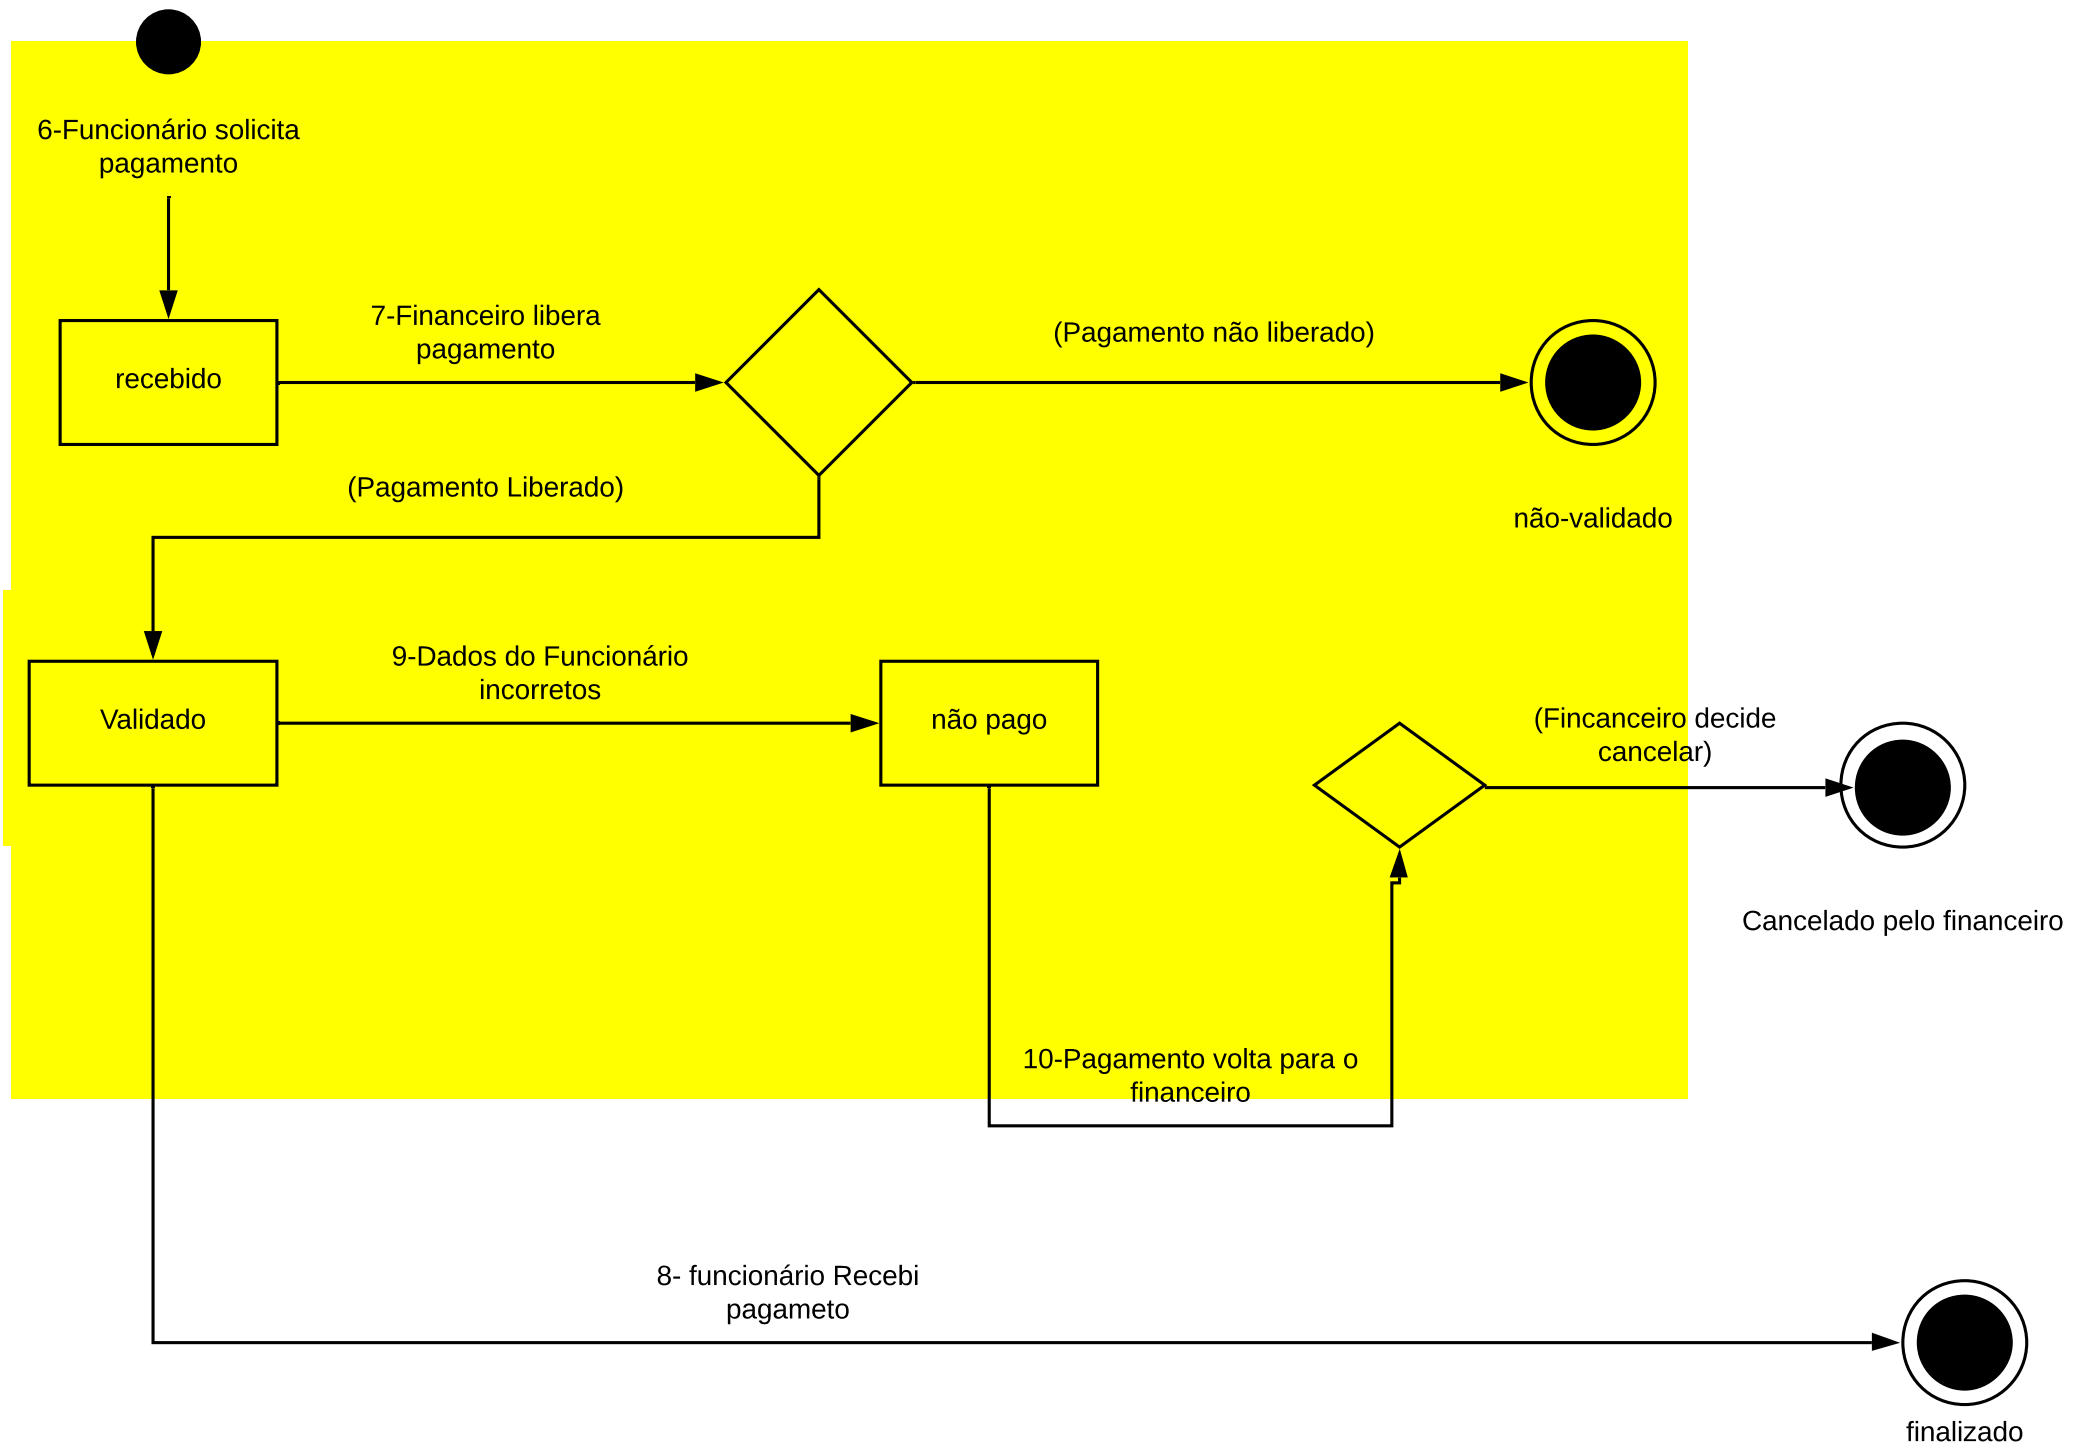 6-Funcionário solicita
pagamento
7-Financeiro libera
pagamento
(Pagamento não liberado)
recebido
(Pagamento Liberado)
não-validado
9-Dados do Funcionário
incorretos
Validado
não pago
(Fincanceiro decide
cancelar)
Cancelado pelo financeiro
10-Pagamento volta para o
financeiro
8- funcionário Recebi
pagameto
finalizado